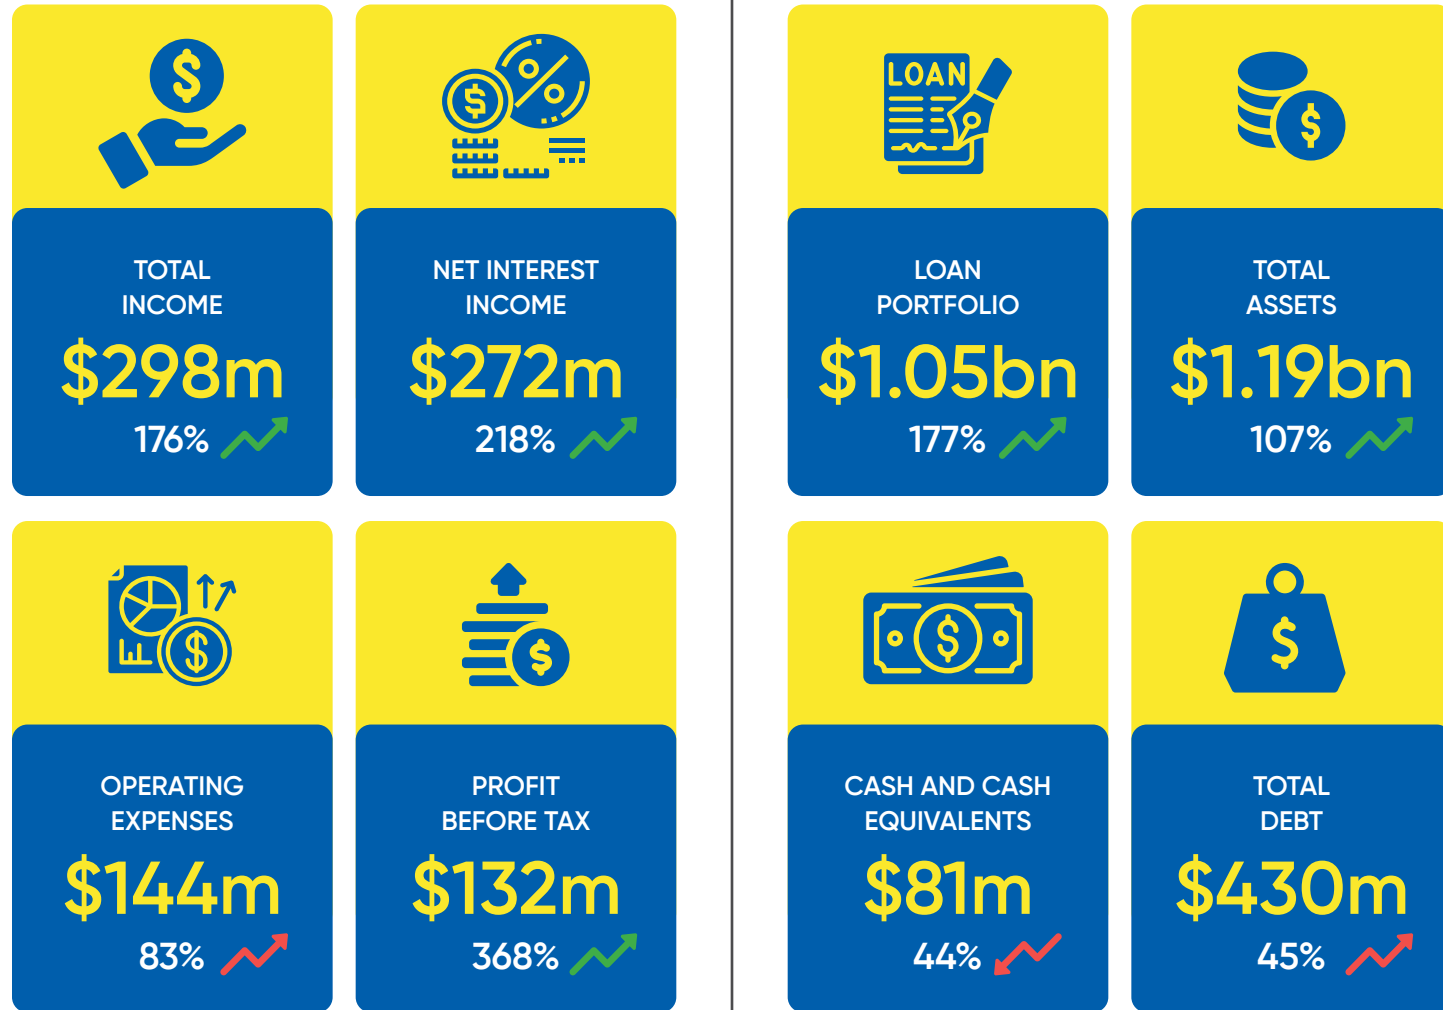 TOTAL
INCOME
$298m
176%
NET INTEREST
INCOME
$272m
218%
LOAN
LOAN
PORTFOLIO
$1.05bn
177%
TOTAL
ASSETS
$1.19bn
107%
OPERATING
EXPENSES
$144m
83%
PROFIT
BEFORE TAX
$132m
368%
CASH AND CASH
EQUIVALENTS
$81m
44%
TOTAL
DEBT
$430m
45%